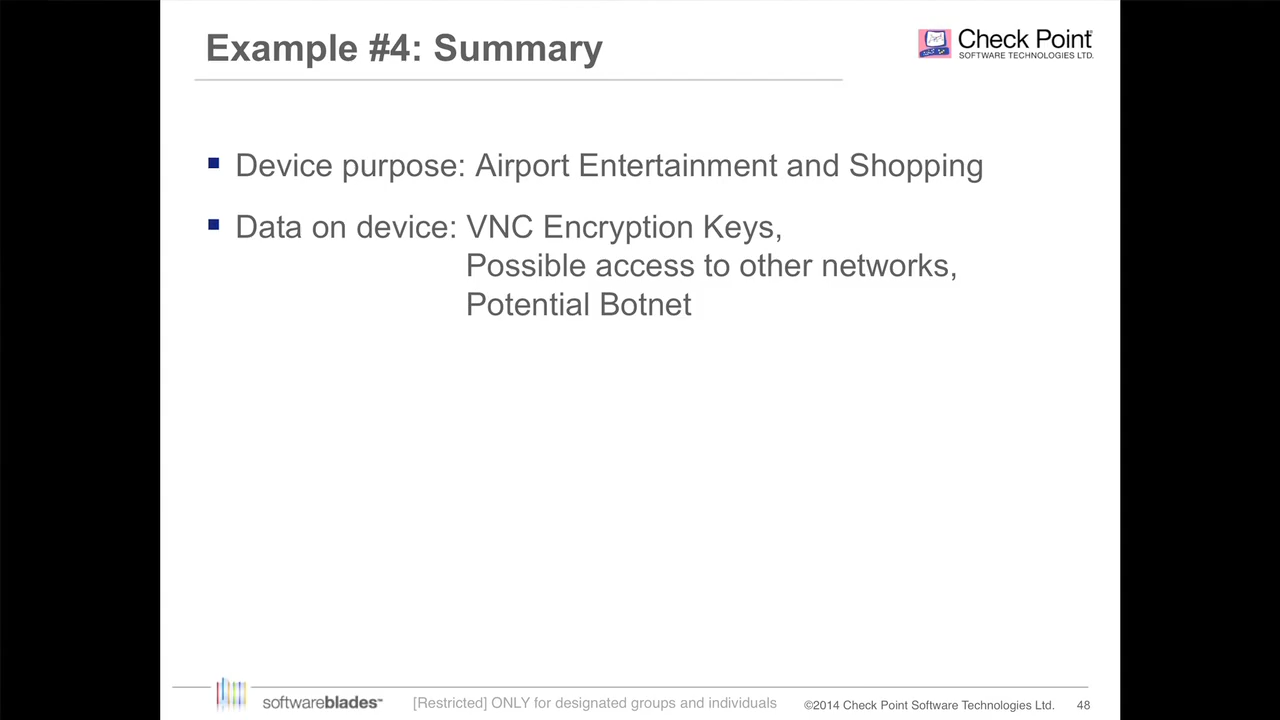 Example #4: Summary
Check Point
SOFTWARE TECHNOLOGIES LTD.
Device purpose: Airport Entertainment and Shopping
Data on device: VNC Encryption Keys,
Possible access to other networks,
Potential Botnet
softwareblades™
[Restricted] ONLY for designated groups and individuals
©2014 Check Point Software Technologies Ltd.
48